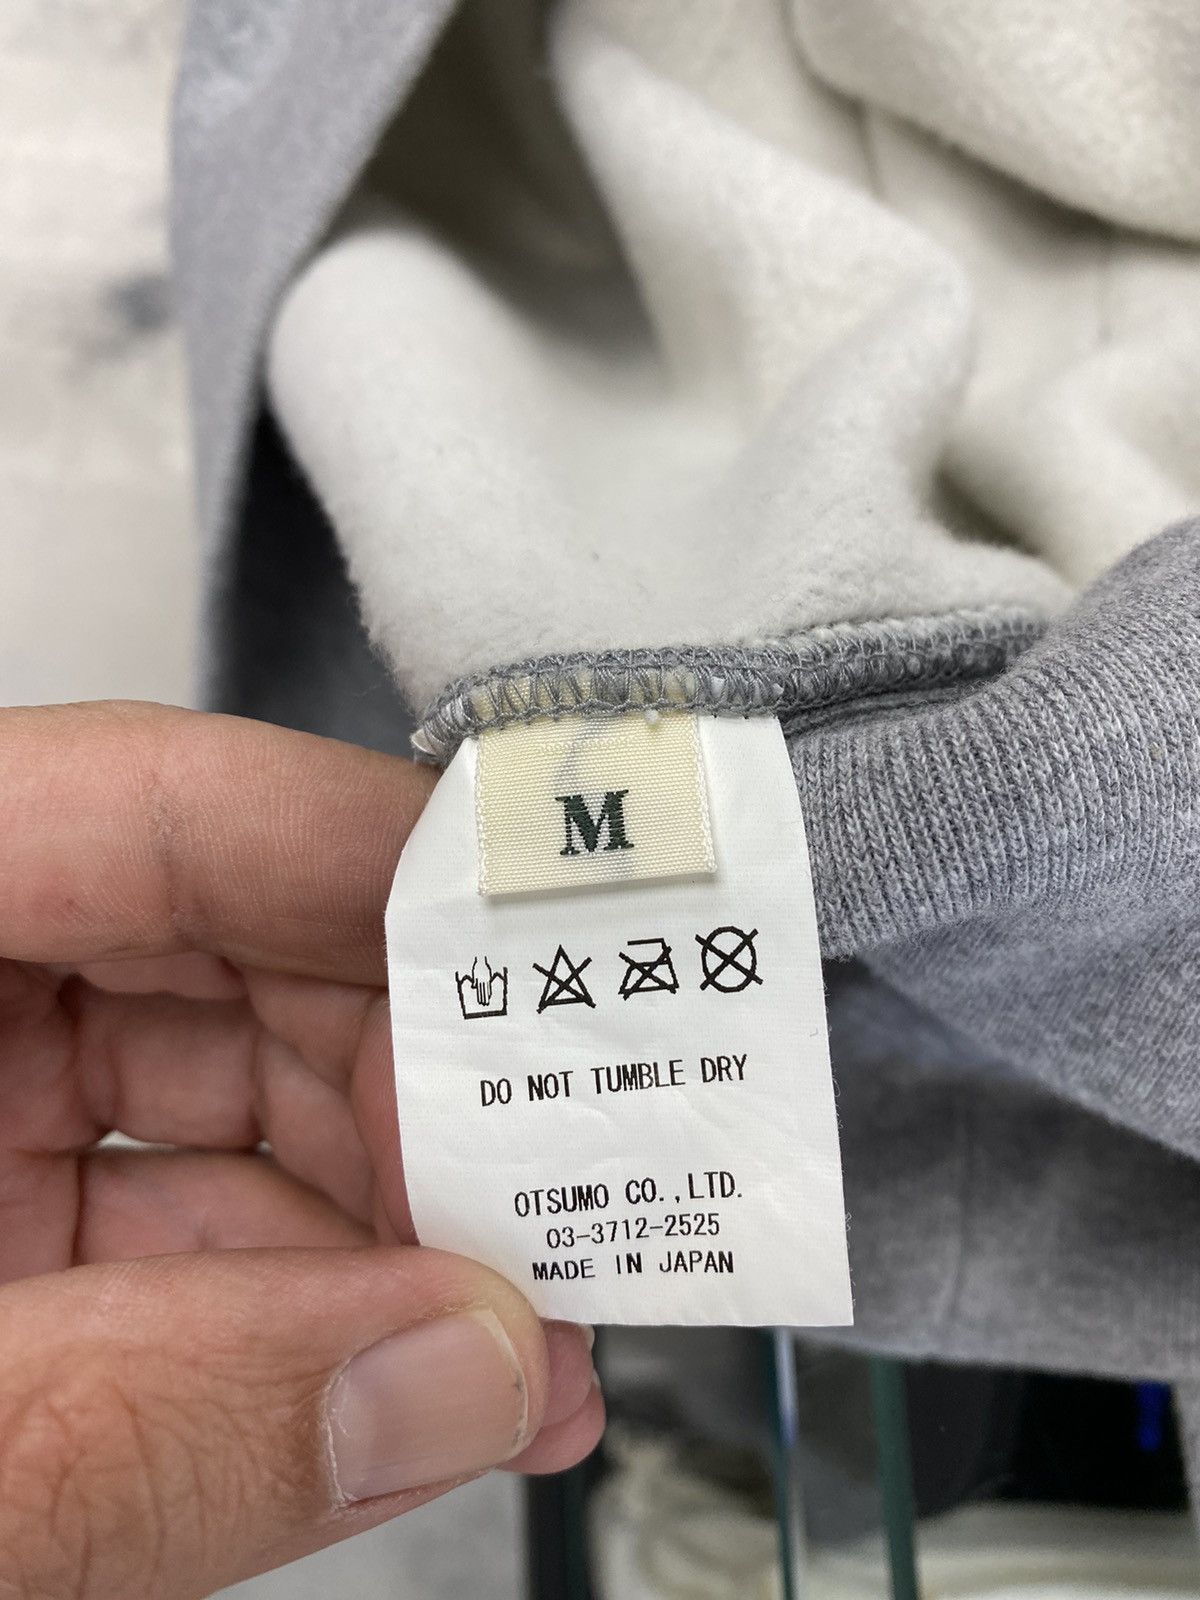 M
DO NOT TUMBLE DRY
OTSUMO CO.,LTD.
03-3712-2525
MADE IN JAPAN